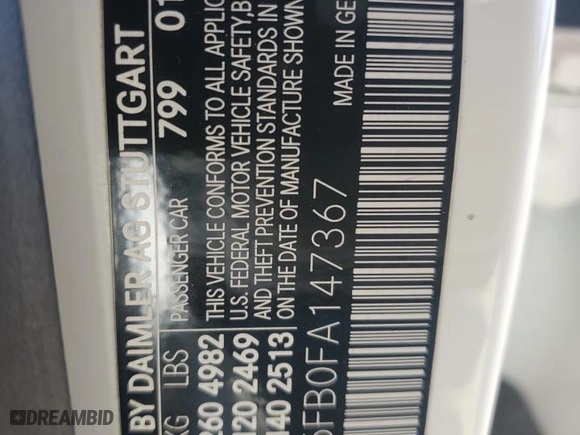 BY DAIMLER AG STUTTGART
799 01
PASSENGER CAR
KG LBS
260 4982
120 2469
140 2513
THIS VEHICLE CONFORMS TO ALL
U.S. FEDERAL MOTOR VEHICLE SAFETY,
AND THEFT PREVENTION STANDARDS IN
ON THE DATE OF MANUFACTURE SHOWN
MADE IN GE
FB0FA147367
DREAMBID